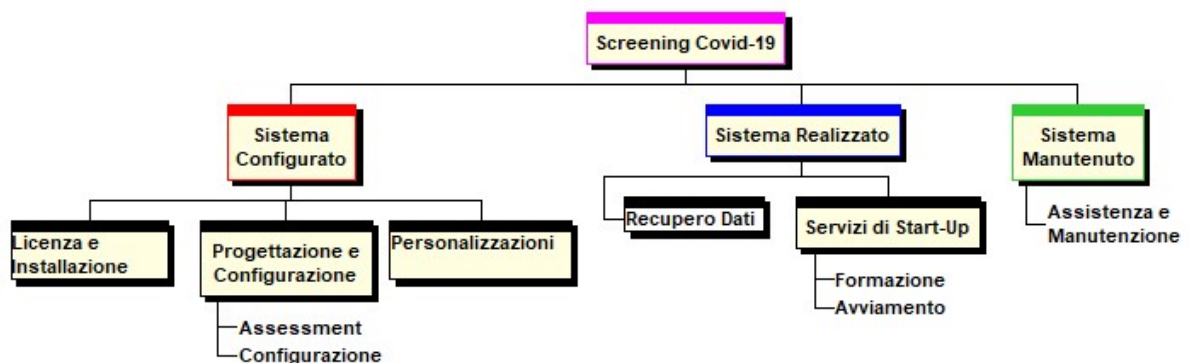 Screening Covid-19
Sistema
Configurato
Sistema Realizzato
Sistema
Manutenuto
Licenza e
Installazione
Progettazione e
Configurazione
Personalizzazioni
Recupero Dati
Servizi di Start-Up
Assistenza e
Manutenzione
Assessment
Configurazione
Formazione
Avviamento